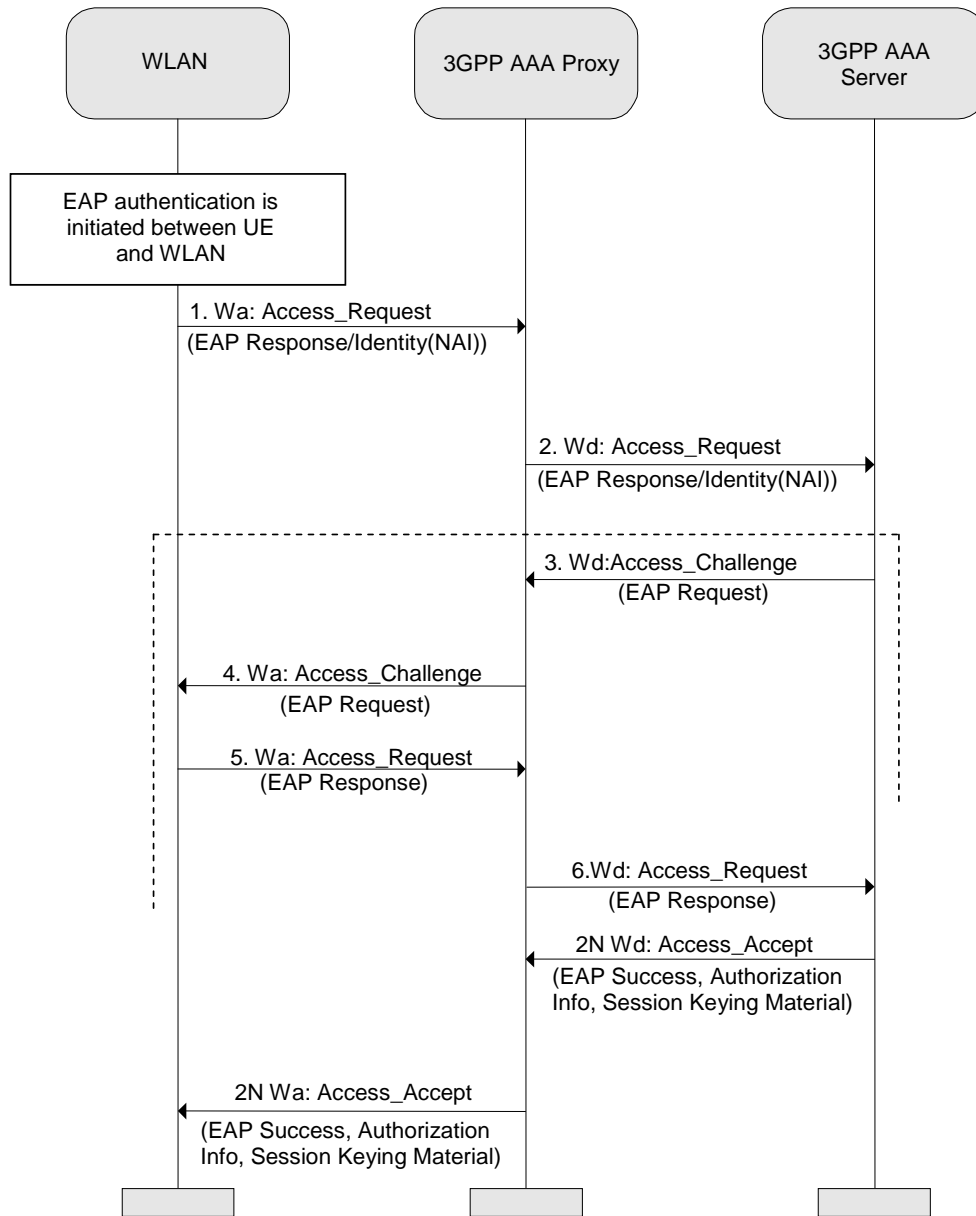 WLAN
3GPP AAA Proxy
3GPP AAA
Server
EAP authentication is
initiated between UE
and WLAN
1. Wa: Access_Request
(EAP Response/Identity(NAI))
2. Wd: Access_Request
(EAP Response/Identity(NAI))
3. Wd:Access_Challenge
(EAP Request)
4. Wa: Access_Challenge
(EAP Request)
5. Wa: Access_Request
(EAP Response)
6.Wd: Access_Request
(EAP Response)
2N Wd: Access_Accept
(EAP Success, Authorization
Info, Session Keying Material)
2N Wa: Access_Accept
(EAP Success, Authorization
Info, Session Keying Material)